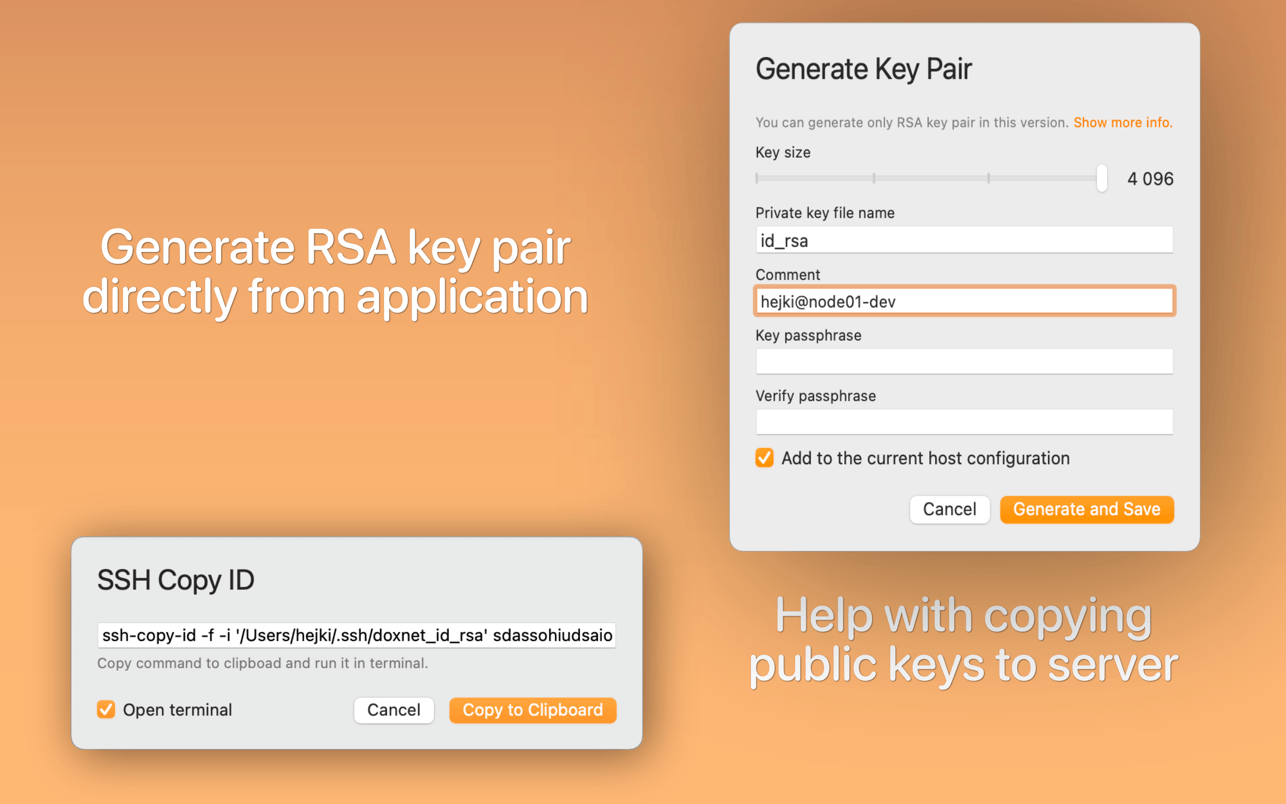 Generate RSA key pair
directly from application
Generate Key Pair
You can generate only RSA key pair in this version. Show more info.
Key size
4 096
Private key file name
id_rsa
Comment
hejki@node01-dev
Key passphrase
Verify passphrase
Add to the current host configuration
Cancel Generate and Save
SSH Copy ID
ssh-copy-id -f -i '/Users/hejki/.ssh/doxnet_id_rsa' sdassohiudsaio
Copy command to clipboad and run it in terminal.
Open terminal Cancel Copy to Clipboard
Help with copying
public keys to server